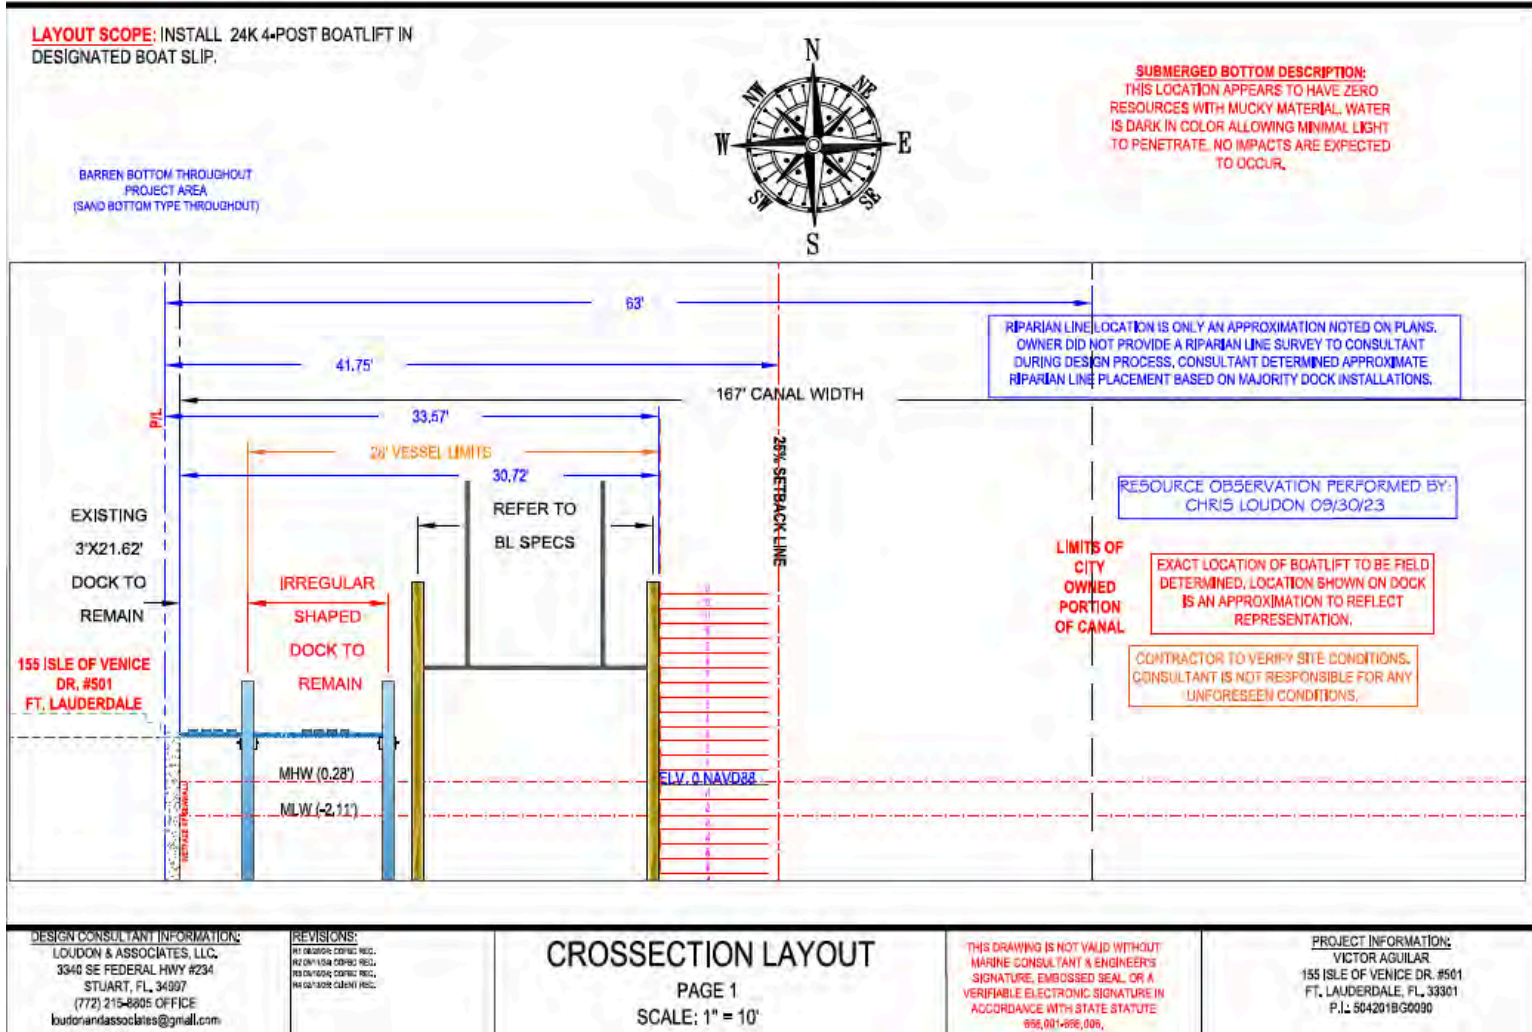 LAYOUT SCOPE: INSTALL 24K 4-POST BOATLIFT IN
DESIGNATED BOAT SLIP.
BARREN BOTTOM THROUGHOUT
PROJECT AREA
(SAND BOTTOM TYPE THROUGHOUT)
N
NE
E
SE
S
SW
W
NW
SUBMERGED BOTTOM DESCRIPTION:
THIS LOCATION APPEARS TO HAVE ZERO
RESOURCES WITH MUCKY MATERIAL. WATER
IS DARK IN COLOR ALLOWING MINIMAL LIGHT
TO PENETRATE. NO IMPACTS ARE EXPECTED
TO OCCUR.
63'
41.75'
167' CANAL WIDTH
33.57'
28' VESSEL LIMITS
30.72'
P/L
REFER TO
BL SPECS
25% SETBACK LINE
RIPARIAN LINE LOCATION IS ONLY AN APPROXIMATION NOTED ON PLANS.
OWNER DID NOT PROVIDE A RIPARIAN LINE SURVEY TO CONSULTANT
DURING DESIGN PROCESS, CONSULTANT DETERMINED APPROXIMATE
RIPARIAN LINE PLACEMENT BASED ON MAJORITY DOCK INSTALLATIONS.
EXISTING
3'X21.62'
DOCK TO
REMAIN
IRREGULAR
SHAPED
DOCK TO
REMAIN
155 ISLE OF VENICE
DR. #501
FT. LAUDERDALE
RESOURCE OBSERVATION PERFORMED BY:
CHRIS LOUDON 09/30/23
LIMITS OF
CITY
OWNED
PORTION
OF CANAL
EXACT LOCATION OF BOATLIFT TO BE FIELD
DETERMINED, LOCATION SHOWN ON DOCK
IS AN APPROXIMATION TO REFLECT
REPRESENTATION.
CONTRACTOR TO VERIFY SITE CONDITIONS.
CONSULTANT IS NOT RESPONSIBLE FOR ANY
UNFORESEEN CONDITIONS.
MHW (0.28')
MLW (-2.11')
ELV. 0 NAVD88
DESIGN CONSULTANT INFORMATION:
LOUDON & ASSOCIATES, LLC.
3340 SE FEDERAL HWY #234
STUART, FL, 34997
(772) 215-8805 OFFICE
loudonandassociates@gmail.com
REVISIONS:
CROSSECTION LAYOUT
PAGE 1
SCALE: 1" = 10'
THIS DRAWING IS NOT VALID WITHOUT
MARINE CONSULTANT & ENGINEER'S
SIGNATURE, EMBOSSED SEAL, OR A
VERIFIABLE ELECTRONIC SIGNATURE IN
ACCORDANCE WITH STATE STATUTE
PROJECT INFORMATION:
VICTOR AGUILAR
155 ISLE OF VENICE DR. #501
FT. LAUDERDALE, FL, 33301
P.I.: 504201BG0090